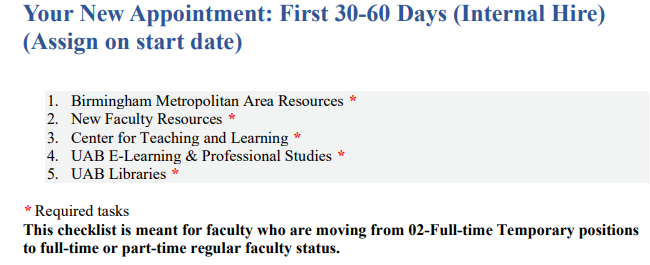 Your New Appointment: First 30-60 Days (Internal Hire)
(Assign on start date)
1. Birmingham Metropolitan Area Resources *
2. New Faculty Resources *
3. Center for Teaching and Learning *
4. UAB E-Learning & Professional Studies *
5. UAB Libraries *
* Required tasks
This checklist is meant for faculty who are moving from 02-Full-time Temporary positions
to full-time or part-time regular faculty status.